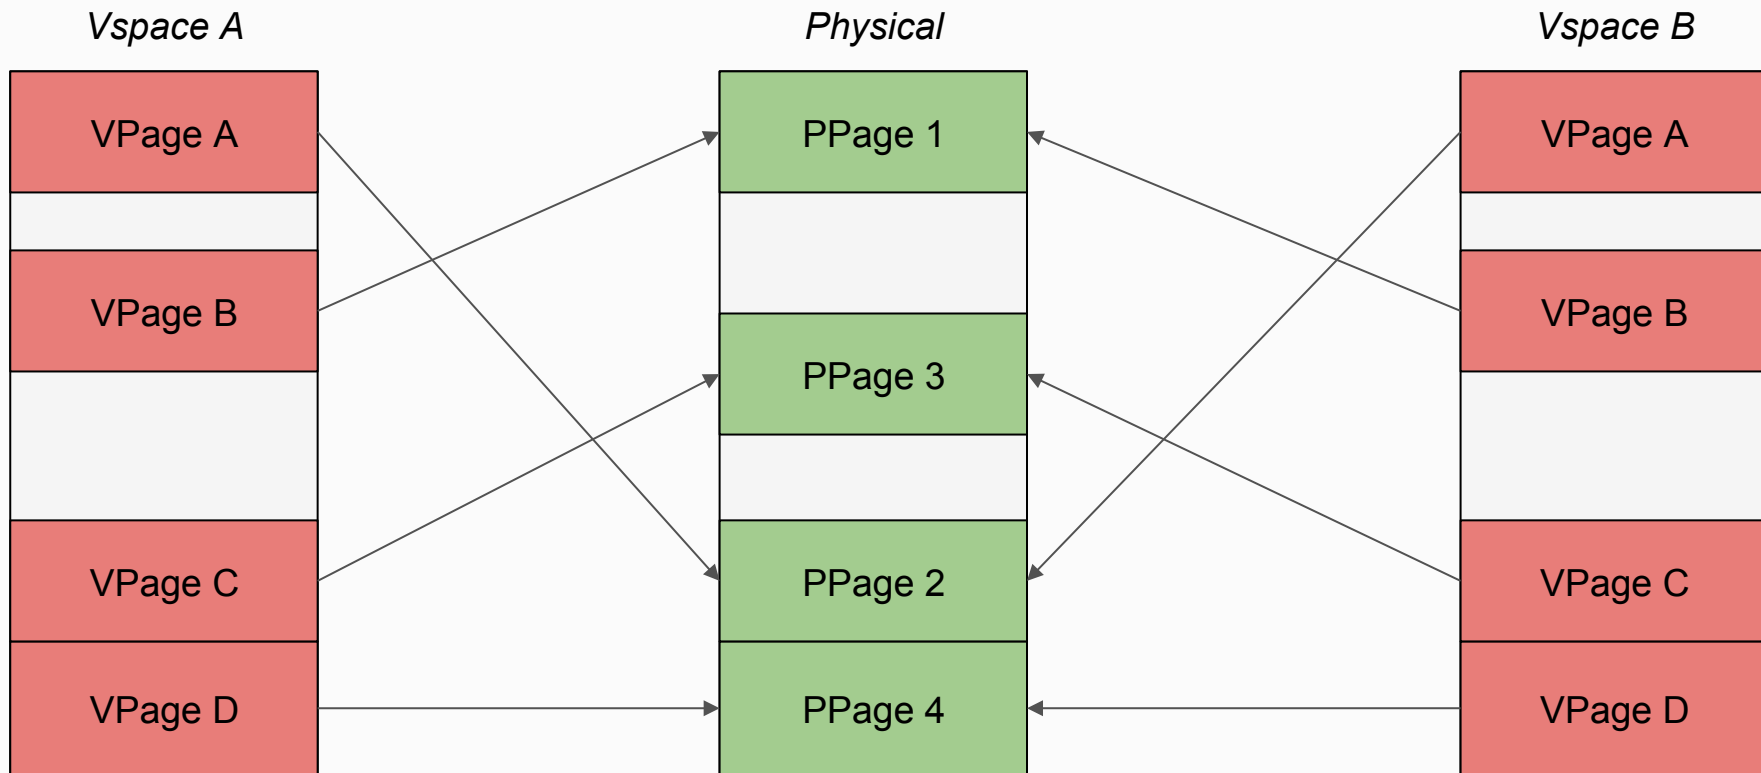 Vspace A
Physical
Vspace B
VPage A
PPage 1
VPage A
VPage B
VPage B
PPage 3
VPage C
PPage 2
VPage C
VPage D
PPage 4
VPage D